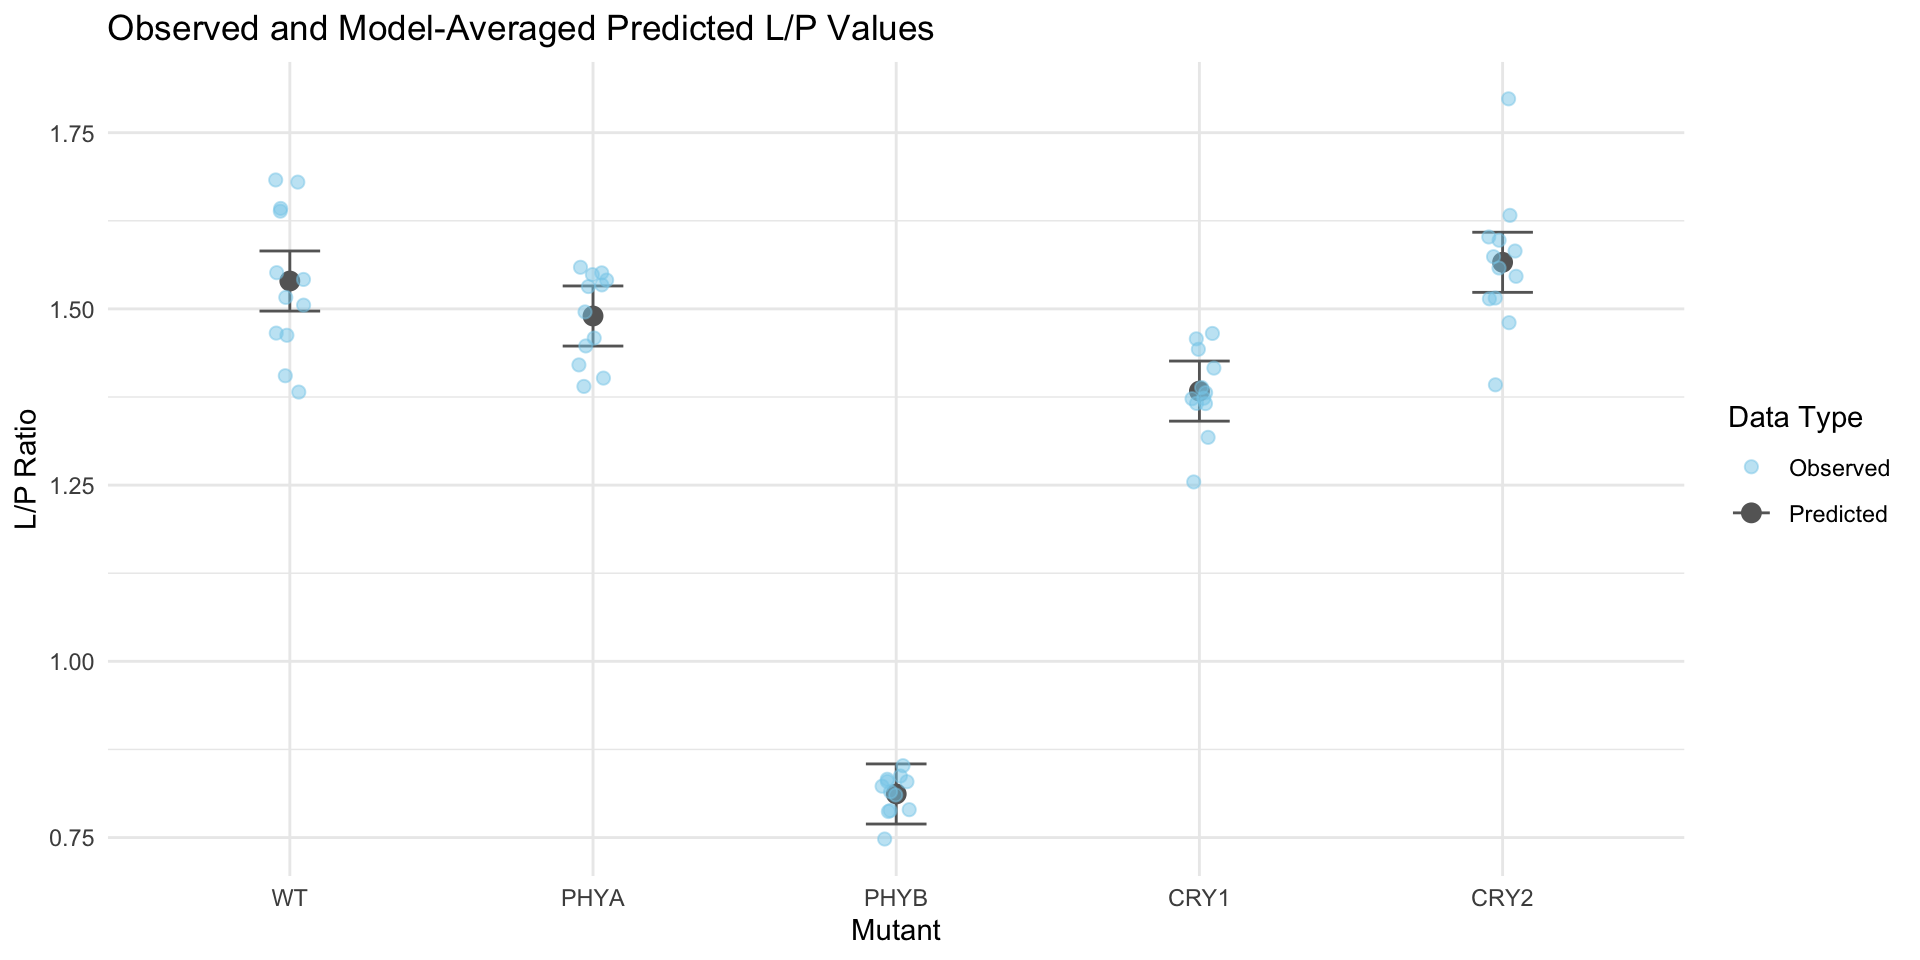 Observed and Model-Averaged Predicted L/P Values
L/P Ratio
1.75
1.50
1.25
1.00
0.75
WT
PHYA
PHYB
CRY1
CRY2
Mutant
Data Type
Observed
Predicted